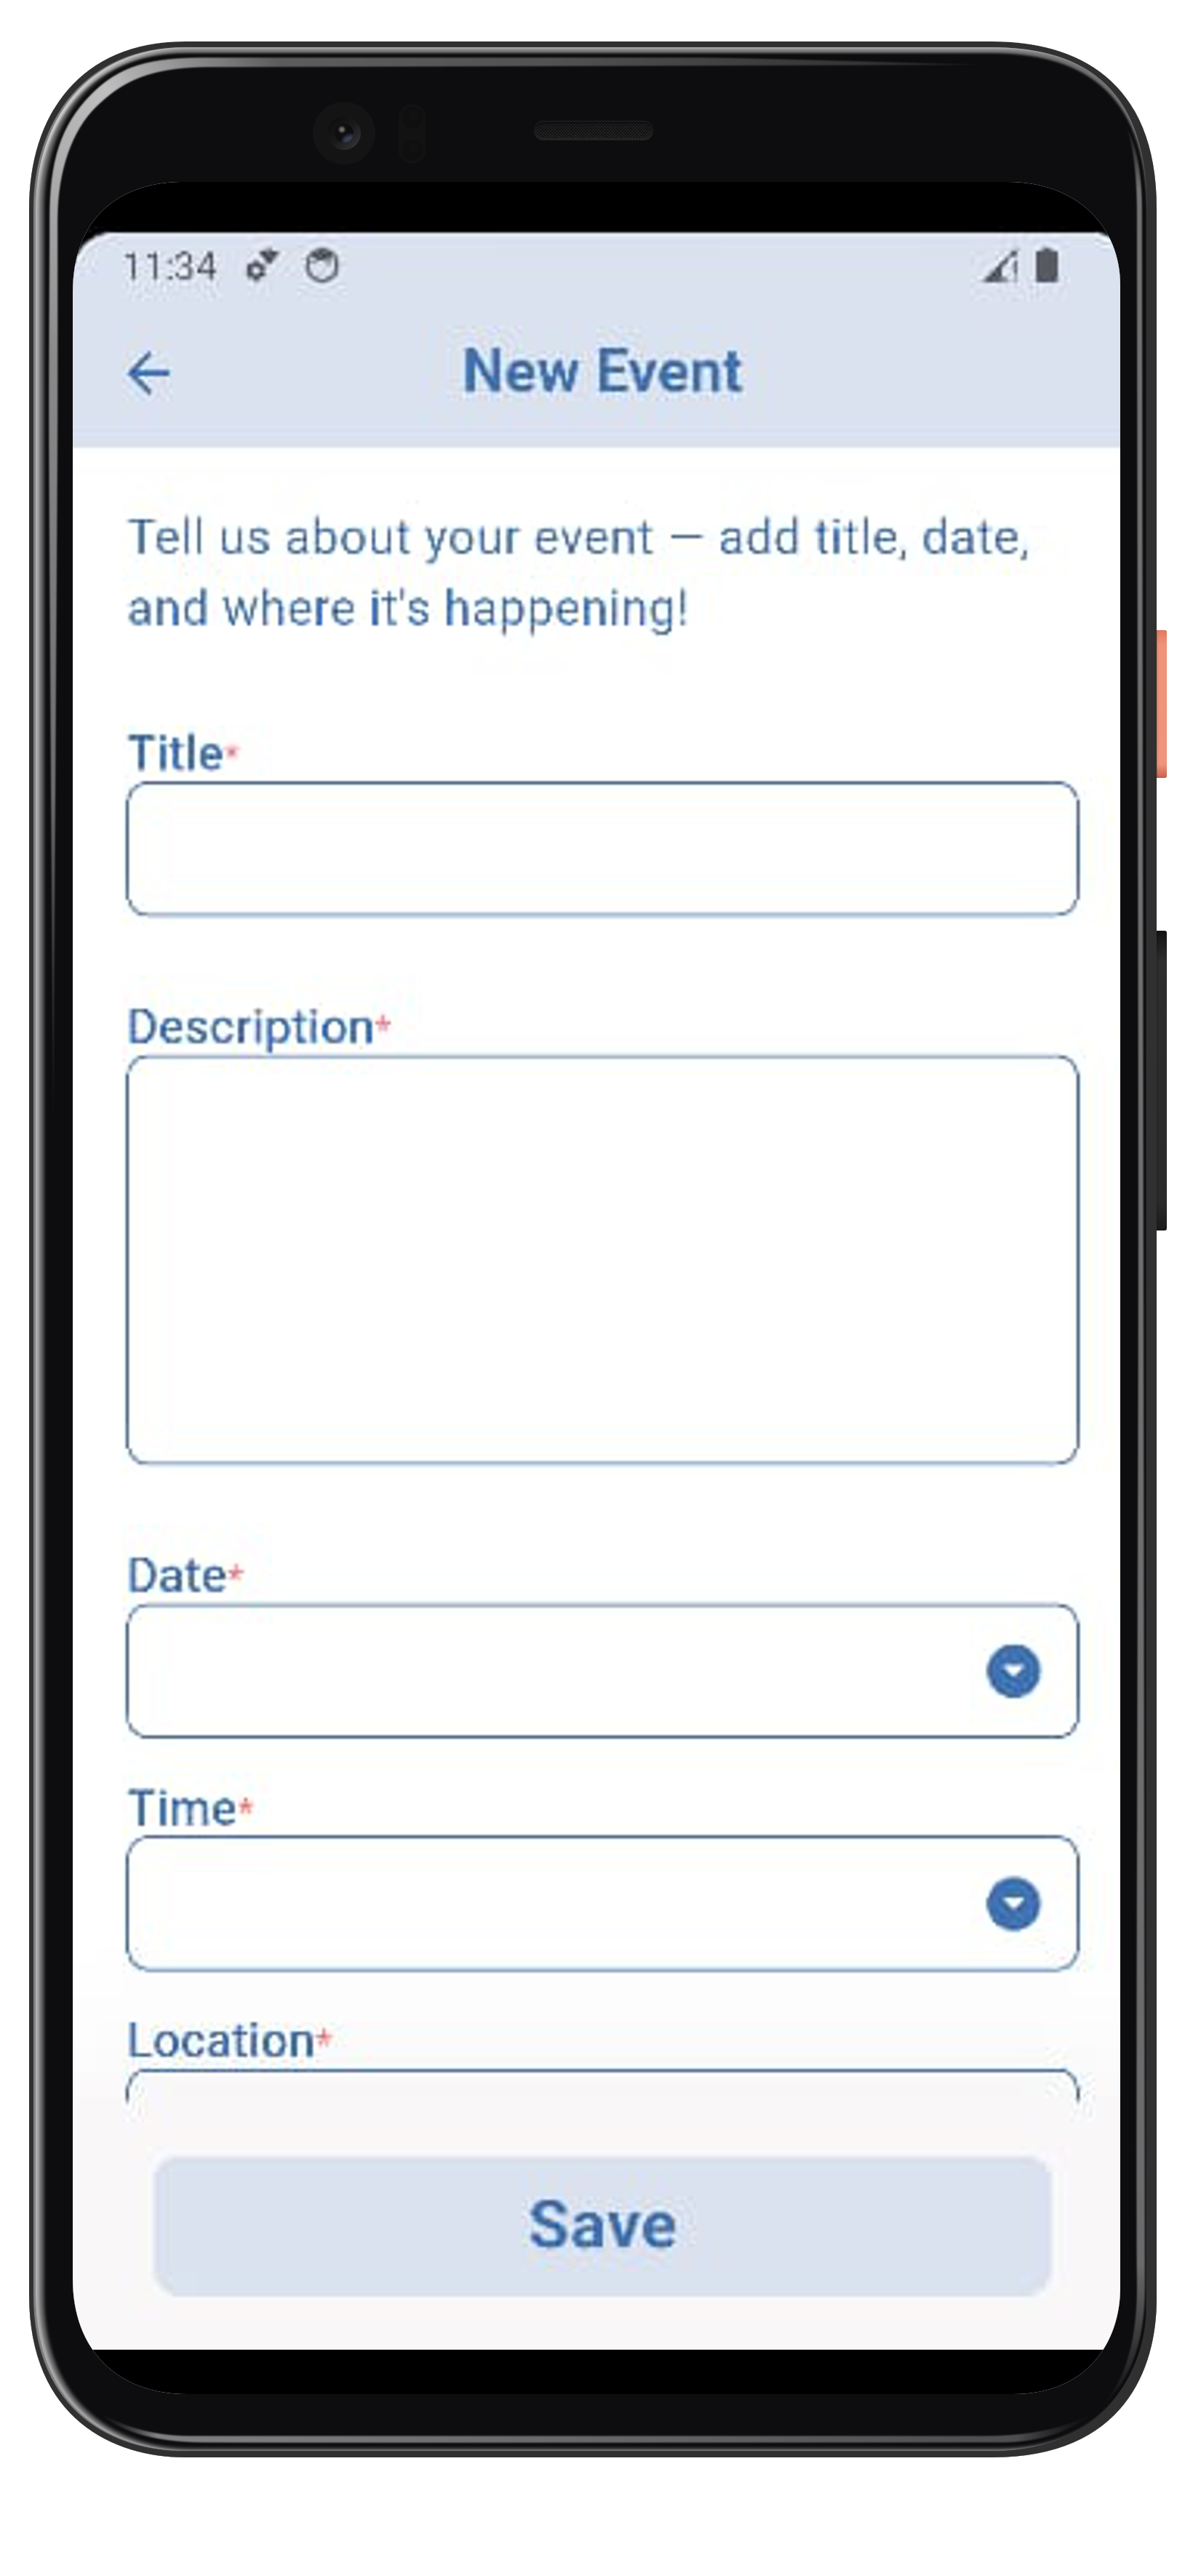 11:34
New Event
Tell us about your event — add title, date,
and where it's happening!
Title*
Description*
Date*
Time*
Location*
Save